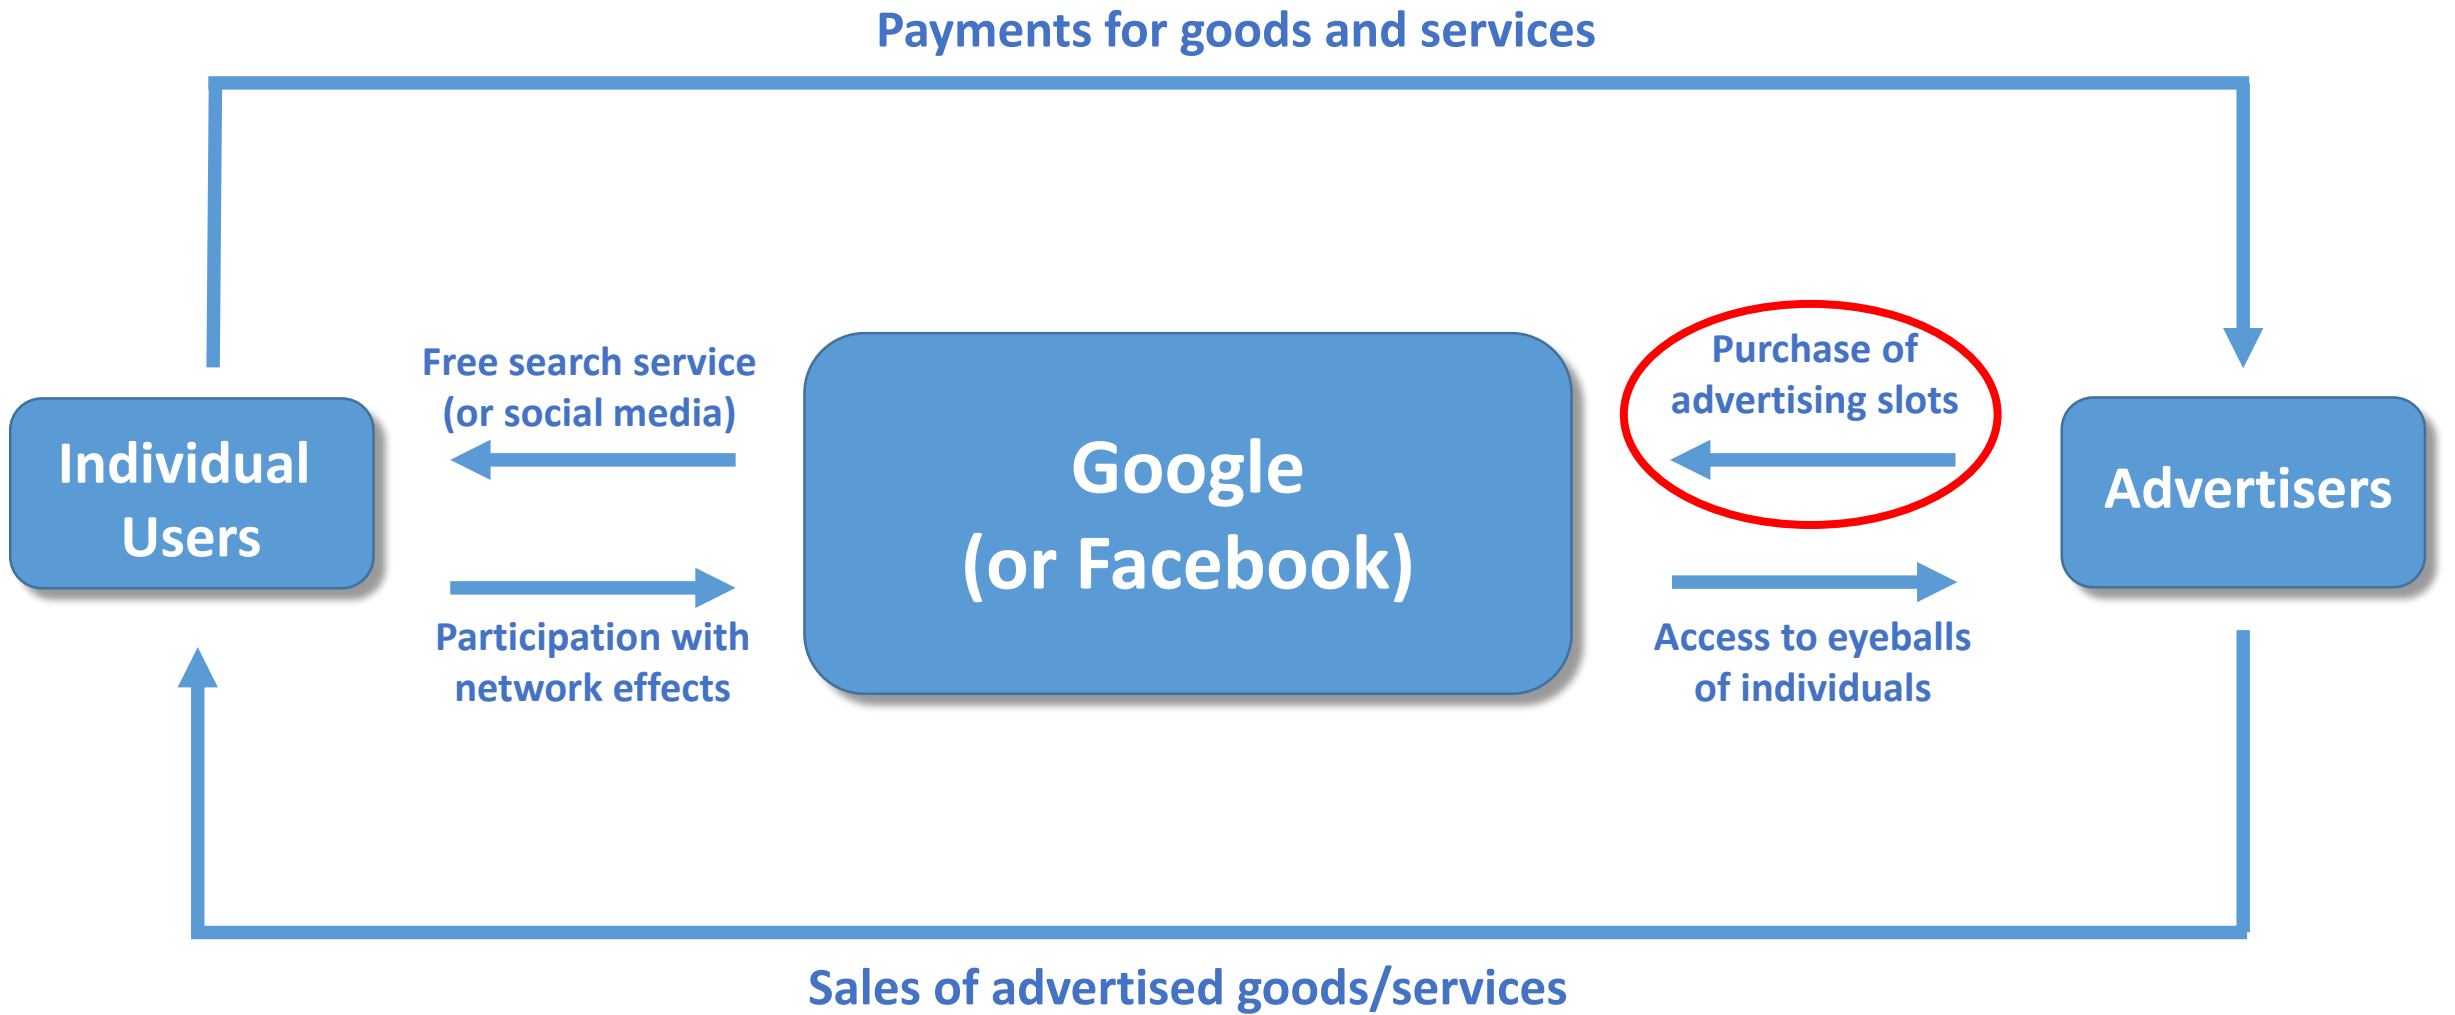 Payments for goods and services
Free search service
(or social media)
Purchase of
advertising slots
Individual
Users
Google
(or Facebook)
Advertisers
Participation with
network effects
Access to eyeballs
of individuals
Sales of advertised goods/services